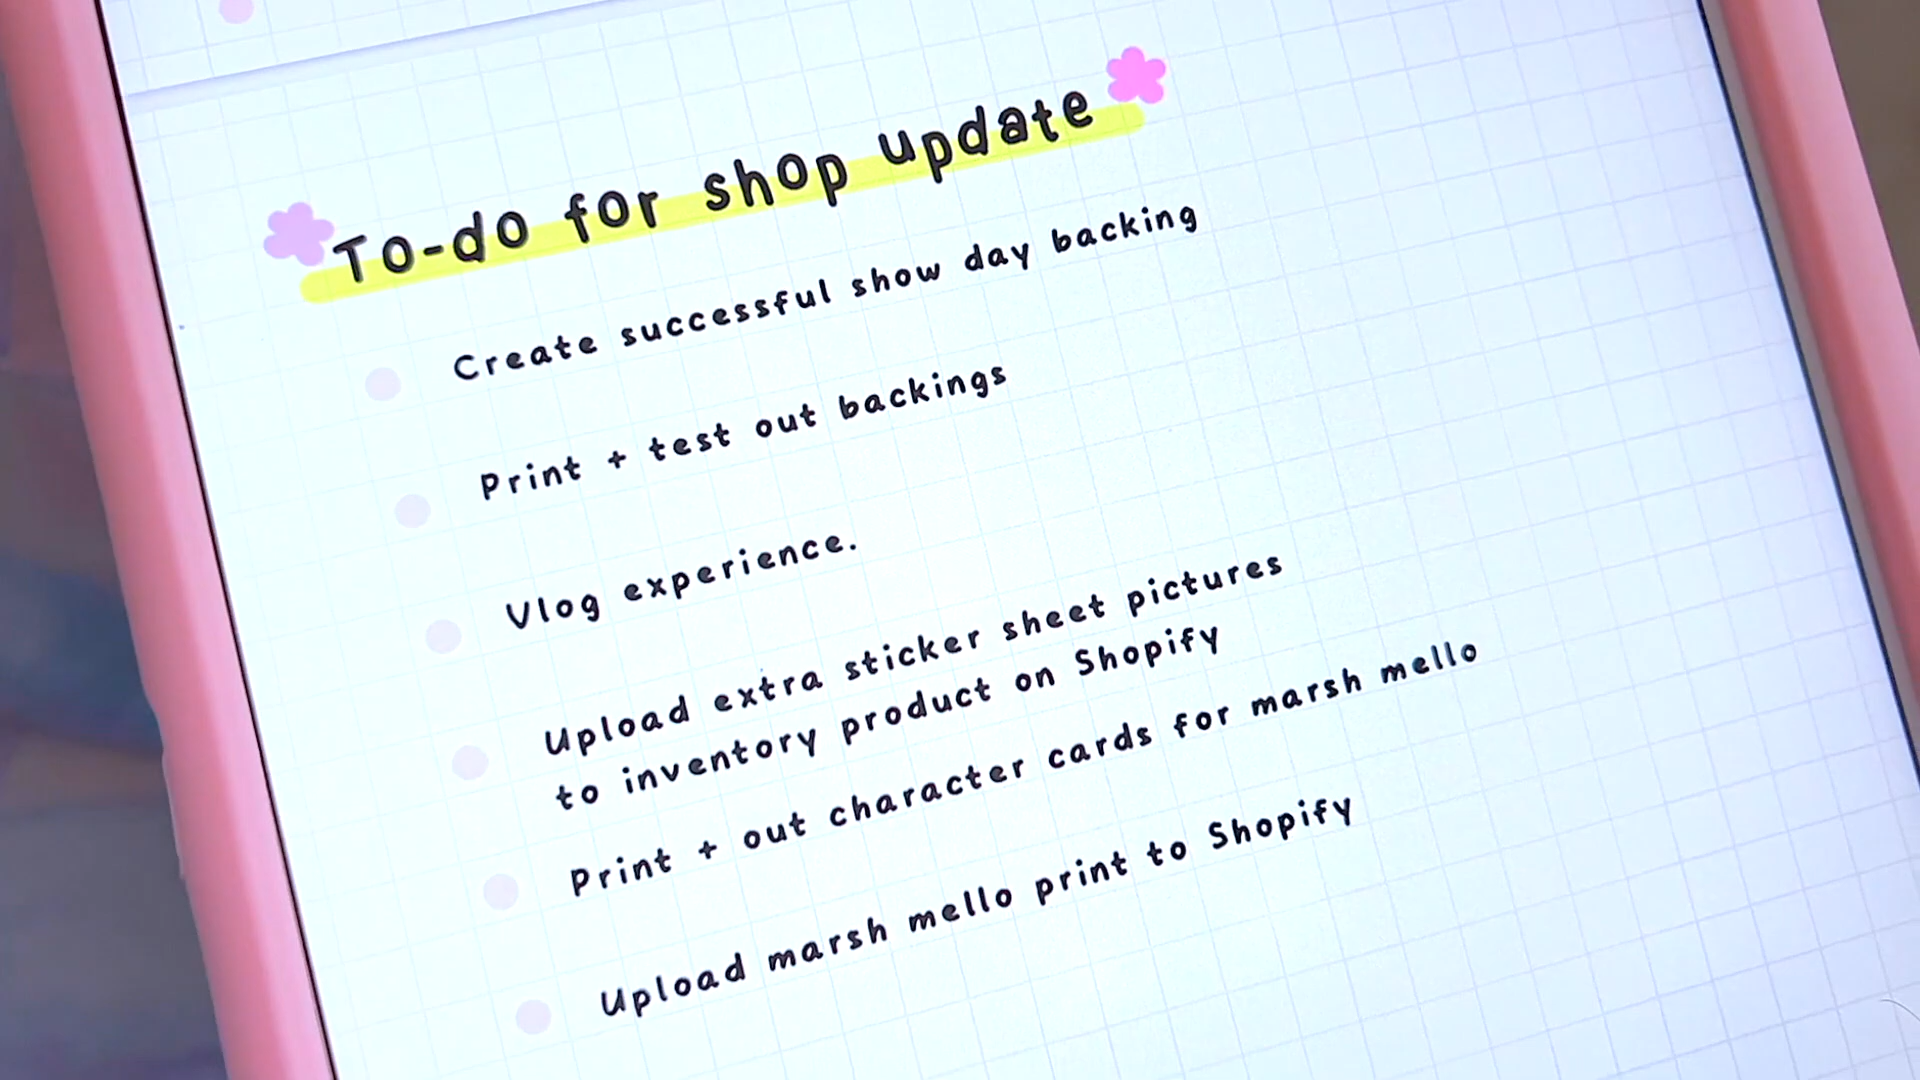 To-do for shop update
Create successful show day backing
Print + test out backings
Vlog experience.
Upload extra sticker sheet pictures
to inventory product on Shopify
Print + out character cards for marsh mello
Upload marsh mello print to Shopify